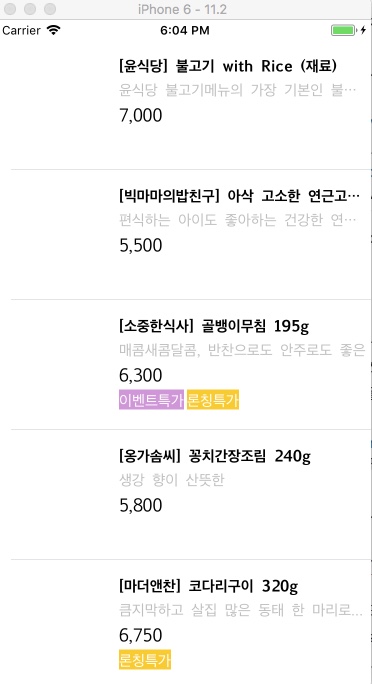 iPhone 6 - 11.2
Carrier 6:04 PM
[윤식당] 불고기 with Rice (재료)
윤식당 불고기메뉴의 가장 기본인 불…
7,000
[빅마마의밥친구] 아삭 고소한 연근고…
편식하는 아이도 좋아하는 건강한 연…
5,500
[소중한식사] 골뱅이무침 195g
매콤새콤달콤, 반찬으로도 안주로도 좋은
6,300
이벤트특가 론칭특가
[옹가솜씨] 꽁치간장조림 240g
생강 향이 산뜻한
5,800
[마더앤찬] 코다리구이 320g
큼지막하고 살집 많은 동태 한 마리로…
6,750
론칭특가